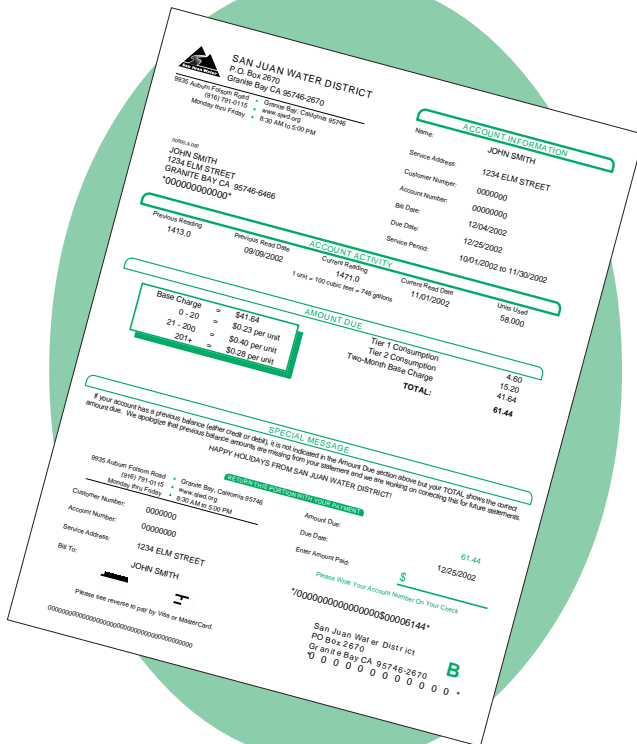 San Juan Water
SAN JUAN WATER DISTRICT
P.O. Box 2670
Granite Bay 95746-2670
9935 Auburn Folsom Road • Granite Bay, California 95746
(916) 791-0115 • www.sjwd.org
Monday thru Friday • 8:30 AM to 5:00 PM
JOHN SMITH
1234 ELM STREET
GRANITE BAY CA 95746-6466
*000000000000*
ACCOUNT INFORMATION
Name: JOHN SMITH
Service Address: 1234 ELM STREET
Customer Number: 0000000
Account Number: 00000000
Bill Date: 12/04/2002
Due Date: 12/25/2002
Service Period: 10/01/2002 to 11/30/2002
ACCOUNT ACTIVITY
Previous Reading Previous Read Date Current Reading Current Read Date Units Used
1413.0 09/09/2002 1471.0 11/01/2002 58.000
1 unit = 100 cubic feet = 748 gallons
AMOUNT DUE
Base Charge = $41.64
0 - 20 = $0.23 per unit
21 - 200 = $0.40 per unit
201+ = $0.28 per unit
Tier 1 Consumption 4.60
Tier 2 Consumption 15.20
Two-Month Base Charge 41.64
TOTAL: 61.44
SPECIAL MESSAGE
If your account has a previous balance (either credit or debit), it is not indicated in the Amount Due section above but your TOTAL shows the correct
amount due. We apologize that previous balance amounts are missing from your statement and we are working on correcting this for future statements.
HAPPY HOLIDAYS FROM SAN JUAN WATER DISTRICT!
9935 Auburn Folsom Road • Granite Bay, California 95746
(916) 791-0115 • www.sjwd.org
Monday thru Friday • 8:30 AM to 5:00 PM
RETURN THIS PORTION WITH YOUR PAYMENT
Customer Number: 0000000
Account Number: 00000000
Service Address: 1234 ELM STREET
Bill To: JOHN SMITH
Amount Due: 61.44
Due Date: 12/25/2002
Enter Amount Paid: $
Please Write Your Account Number On Your Check
Please see reverse to pay by Visa or MasterCard.
*/0000000000000000$00006144*
San Juan Water District
PO Box 2670
Granite Bay CA 95746-2670
*0 0 0 0 0 0 0 0 0 0 0 *
B